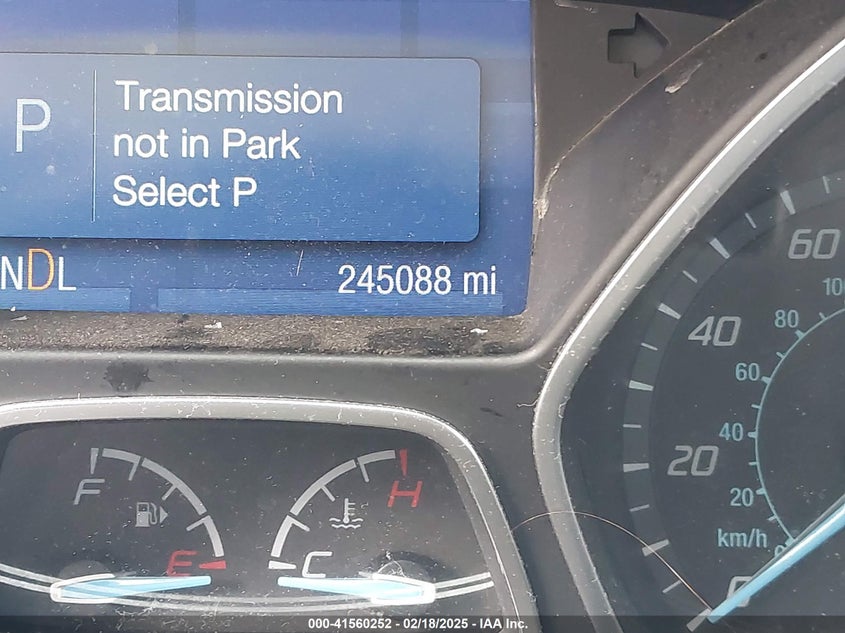 P
Transmission
not in Park
Select P
NDL
245088 mi
F
E
H
C
60
40
20
0
100
80
60
40
20
km/h
000-41560252 - 02/18/2025 - IAA Inc.